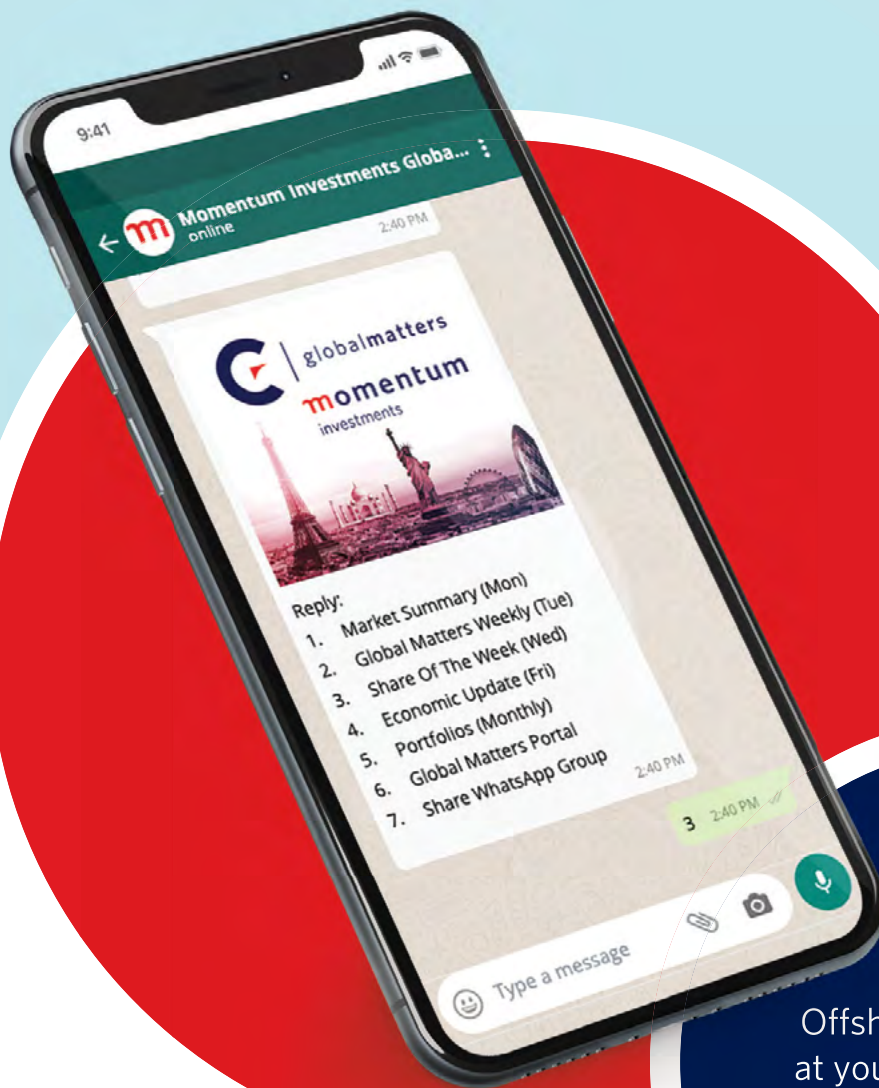 9:41
Momentum Investments Globa...
online
2:40 PM
globalmatters
momentum
investments
Reply:
1. Market Summary (Mon)
2. Global Matters Weekly (Tue)
3. Share Of The Week (Wed)
4. Economic Update (Fri)
5. Portfolios (Monthly)
6. Global Matters Portal
7. Share WhatsApp Group
2:40 PM
3 2:40 PM
Type a message
at